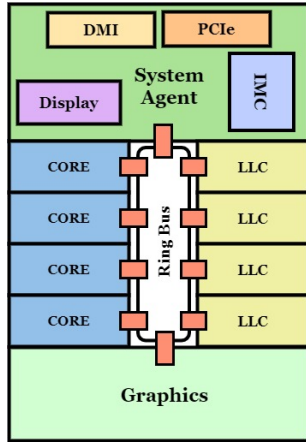 DMI
PCIe
System
Agent
IMC
Display
CORE
LLC
CORE
LLC
CORE
LLC
CORE
LLC
Ring Bus
Graphics